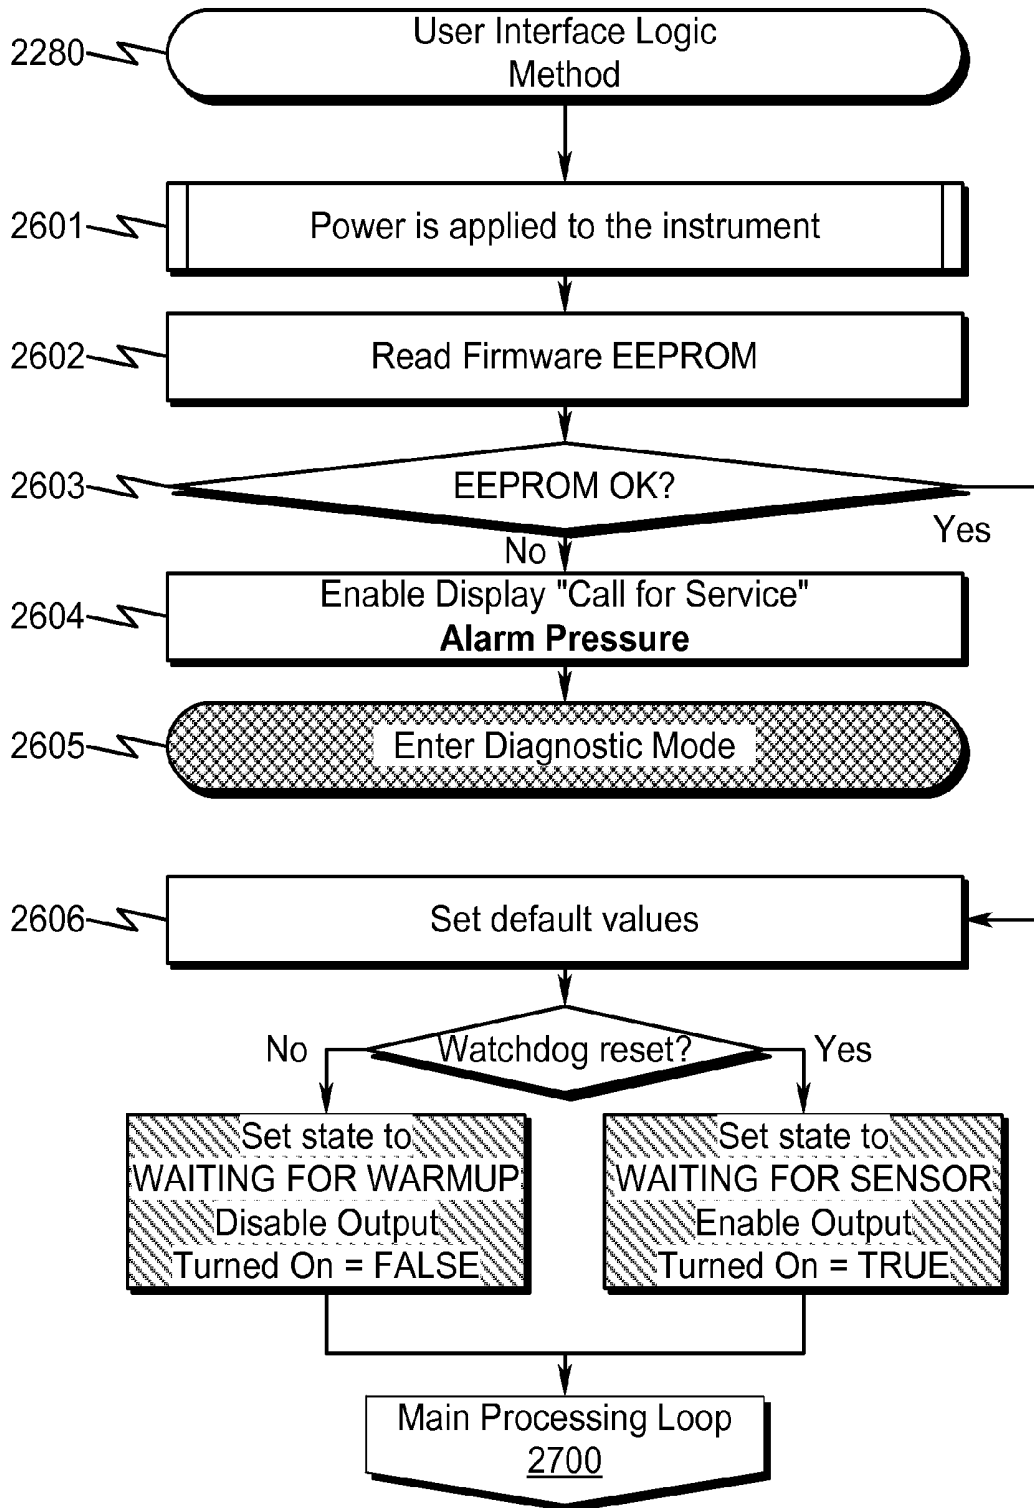 2280
User Interface Logic
Method
2601
Power is applied to the instrument
2602
Read Firmware EEPROM
2603
EEPROM OK?
Yes
No
2604
Enable Display "Call for Service"
Alarm Pressure
2605
Enter Diagnostic Mode
2606
Set default values
No
Watchdog reset?
Yes
Set state to
WAITING FOR WARMUP
Disable Output
Turned On = FALSE
Set state to
WAITING FOR SENSOR
Enable Output
Turned On = TRUE
Main Processing Loop
2700